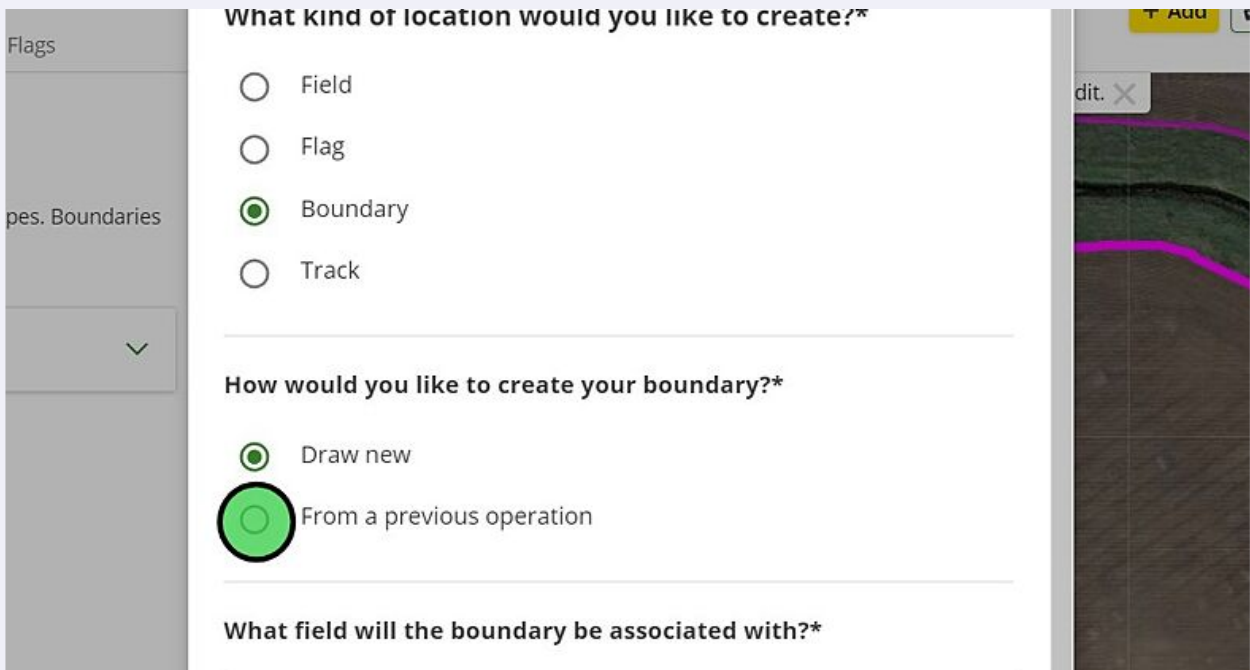 What kind of location would you like to create?*
+ Add
Flags
Field
dit.
Flag
Boundary
pes. Boundaries
Track
How would you like to create your boundary?*
Draw new
From a previous operation
What field will the boundary be associated with?*